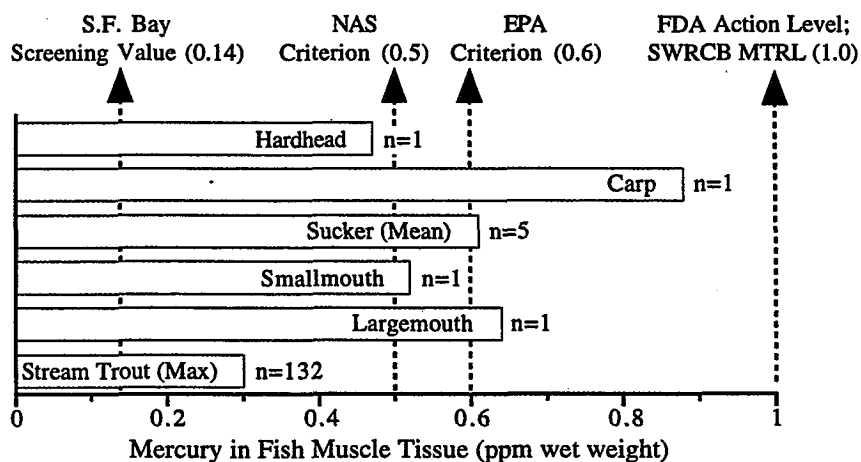 S.F. Bay
Screening Value (0.14)
NAS
Criterion (0.5)
EPA
Criterion (0.6)
FDA Action Level;
SWRCB MTRL (1.0)
Hardhead n=1
Carp n=1
Sucker (Mean) n=5
Smallmouth n=1
Largemouth n=1
Stream Trout (Max) n=132
0 0.2 0.4 0.6 0.8 1
Mercury in Fish Muscle Tissue (ppm wet weight)